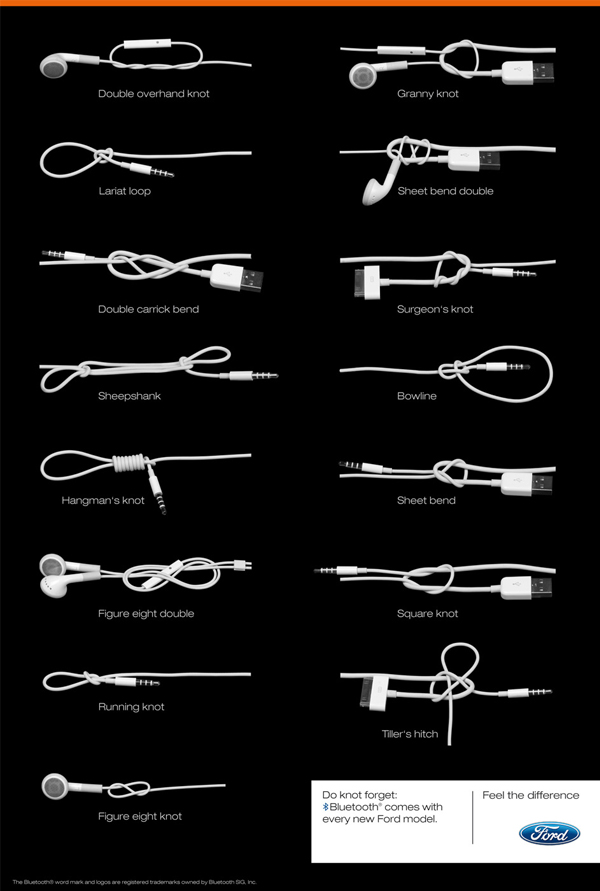 Double overhand knot
Granny knot
Lariat loop
Sheet bend double
Double carrick bend
Surgeon's knot
Sheepshank
Bowline
Hangman's knot
Sheet bend
Figure eight double
Square knot
Running knot
Tiller's hitch
Figure eight knot
Do knot forget:
Bluetooth® comes with
every new Ford model.
Feel the difference
Ford
The Bluetooth® word mark and logos are registered trademarks owned by Bluetooth SIG, Inc.